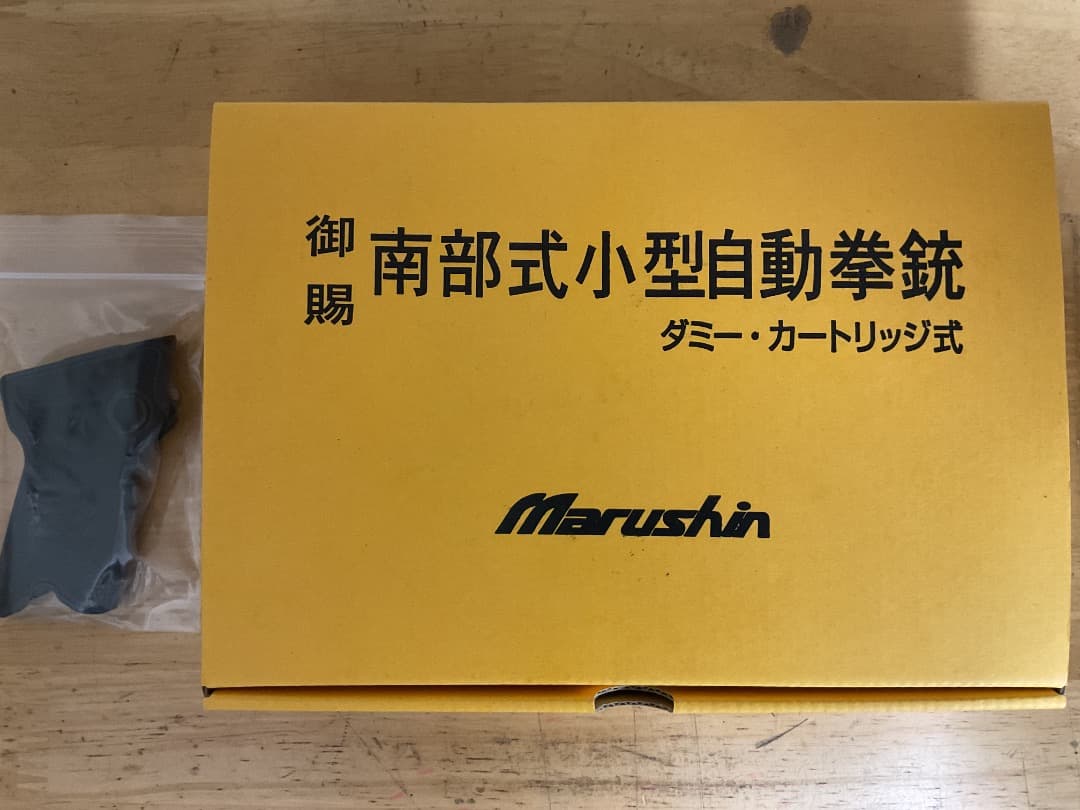 御賜
南部式小型自動拳銃
ダミー・カートリッジ式
Marushin